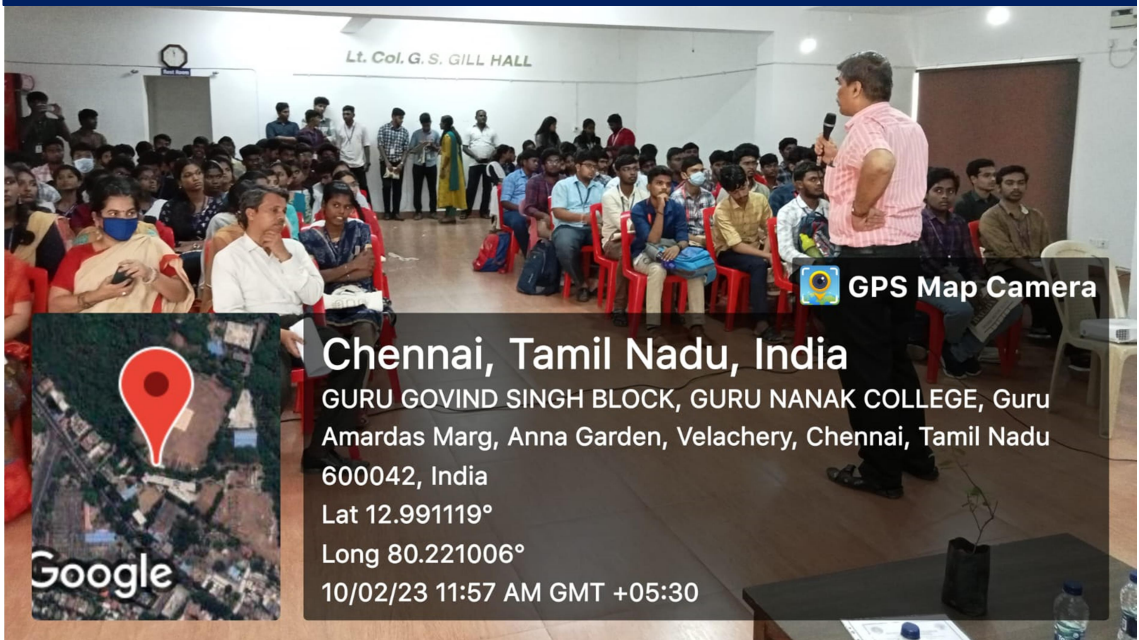 Lt. Col. G. S. GILL HALL
Rest Room
GPS Map Camera
Chennai, Tamil Nadu, India
GURU GOVIND SINGH BLOCK, GURU NANAK COLLEGE, Guru
Amardas Marg, Anna Garden, Velachery, Chennai, Tamil Nadu
600042, India
Lat 12.991119°
Long 80.221006°
10/02/23 11:57 AM GMT +05:30
Google